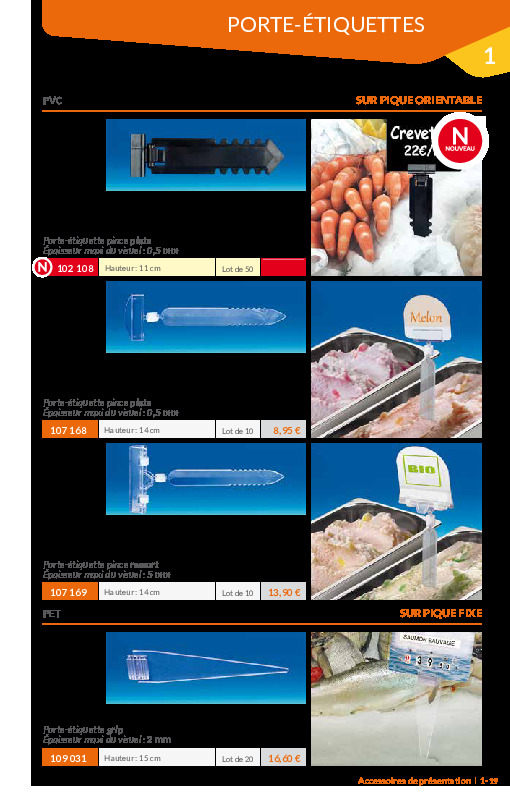 PORTE-ÉTIQUETTES
1
PVC
SUR PIQUE ORIENTABLE
Crevet
22€/
N
NOUVEAU
Porte-étiquette pince plate
Épaisseur maxi du visuel : 0,5 mm
N 102 108 Hauteur : 11 cm Lot de 50
Melon
Porte-étiquette pince plate
Épaisseur maxi du visuel : 0,5 mm
107 168 Hauteur : 14 cm Lot de 10 8,95 €
BIO
Porte-étiquette pince ressort
Épaisseur maxi du visuel : 5 mm
107 169 Hauteur : 14 cm Lot de 10 13,90 €
PET
SUR PIQUE FIXE
SAUMON SAUVAGE
Porte-étiquette grip
Épaisseur maxi du visuel : 2 mm
109 031 Hauteur : 15 cm Lot de 20 16,60 €
Accessoires de présentation | 1-19